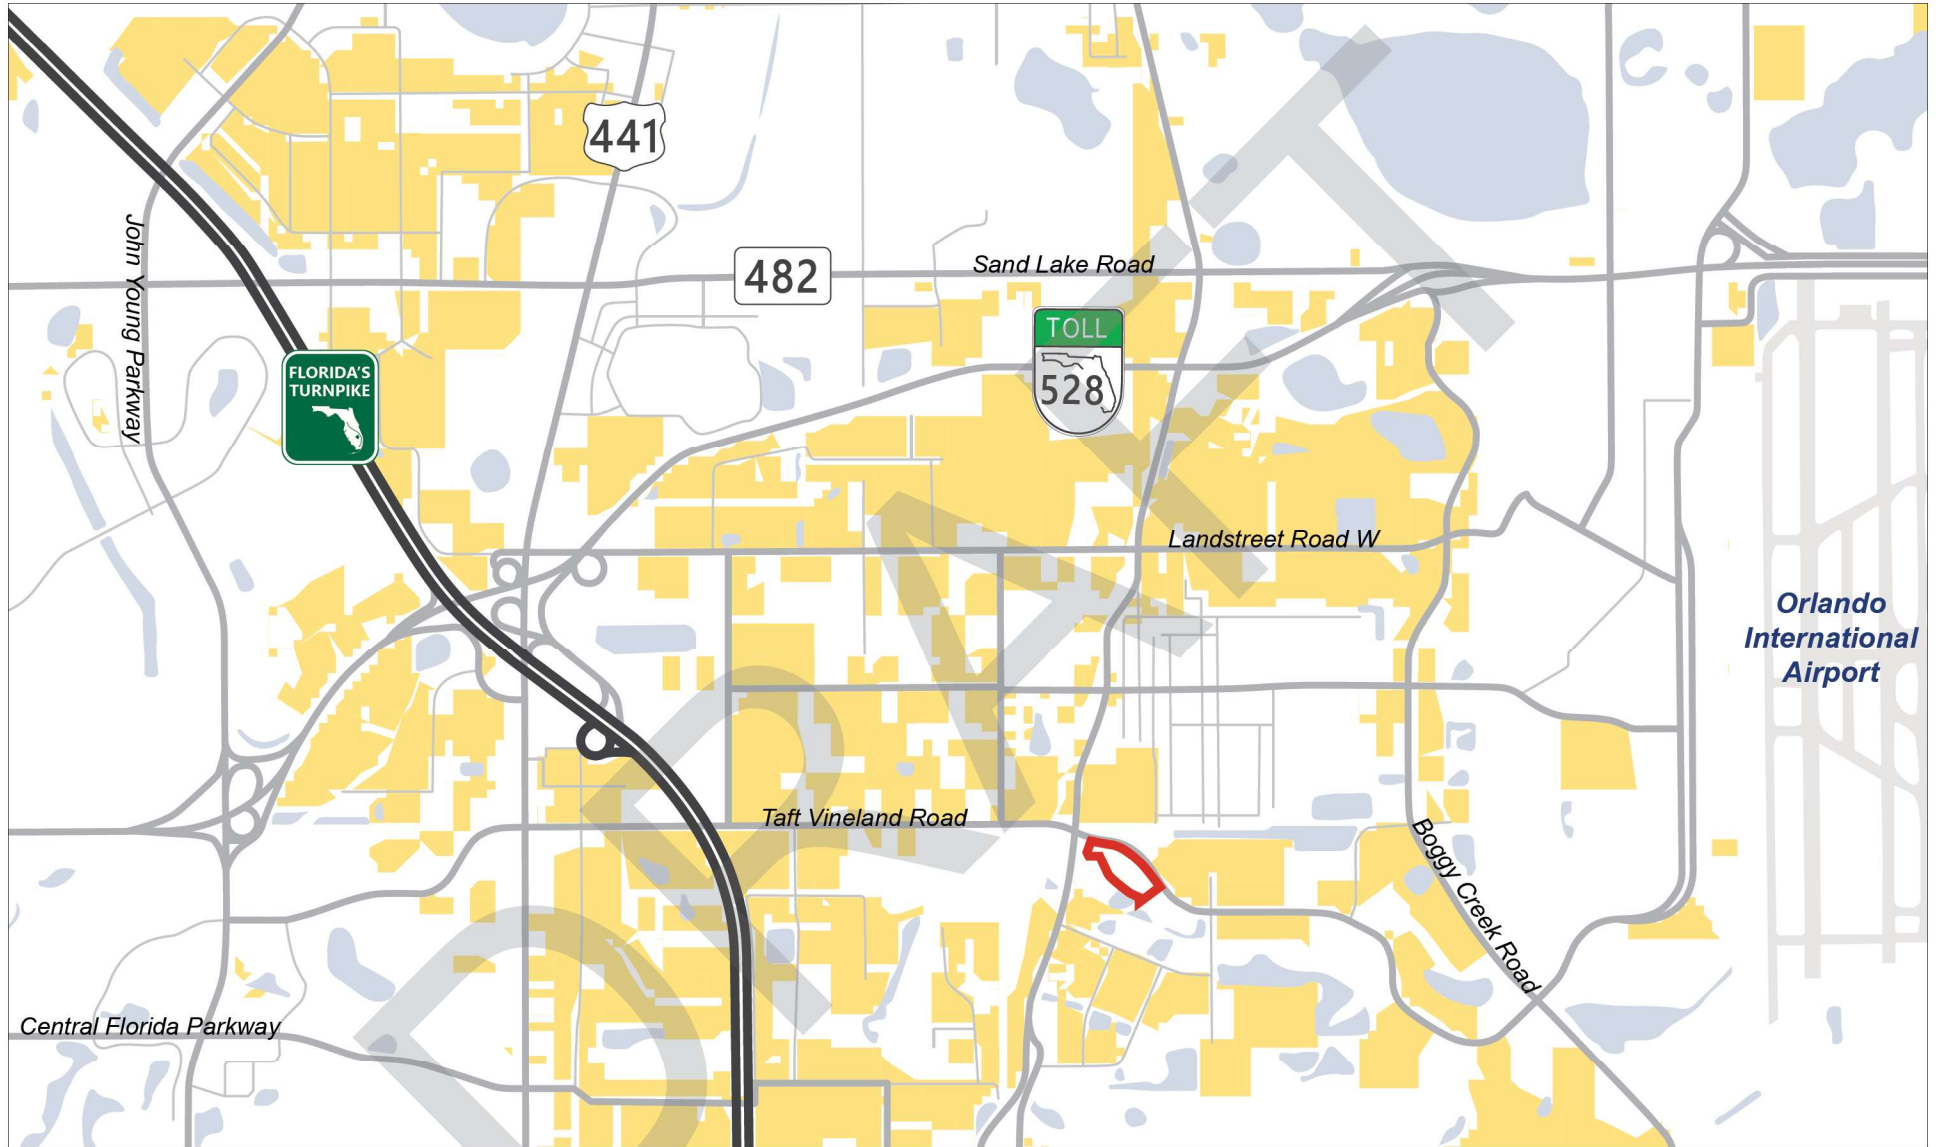 441
John Young Parkway
Sand Lake Road
482
TOLL
528
FLORIDA'S
TURNPIKE
Landstreet Road W
Orlando
International
Airport
Taft Vineland Road
Boggy Creek Road
Central Florida Parkway
DRAFT